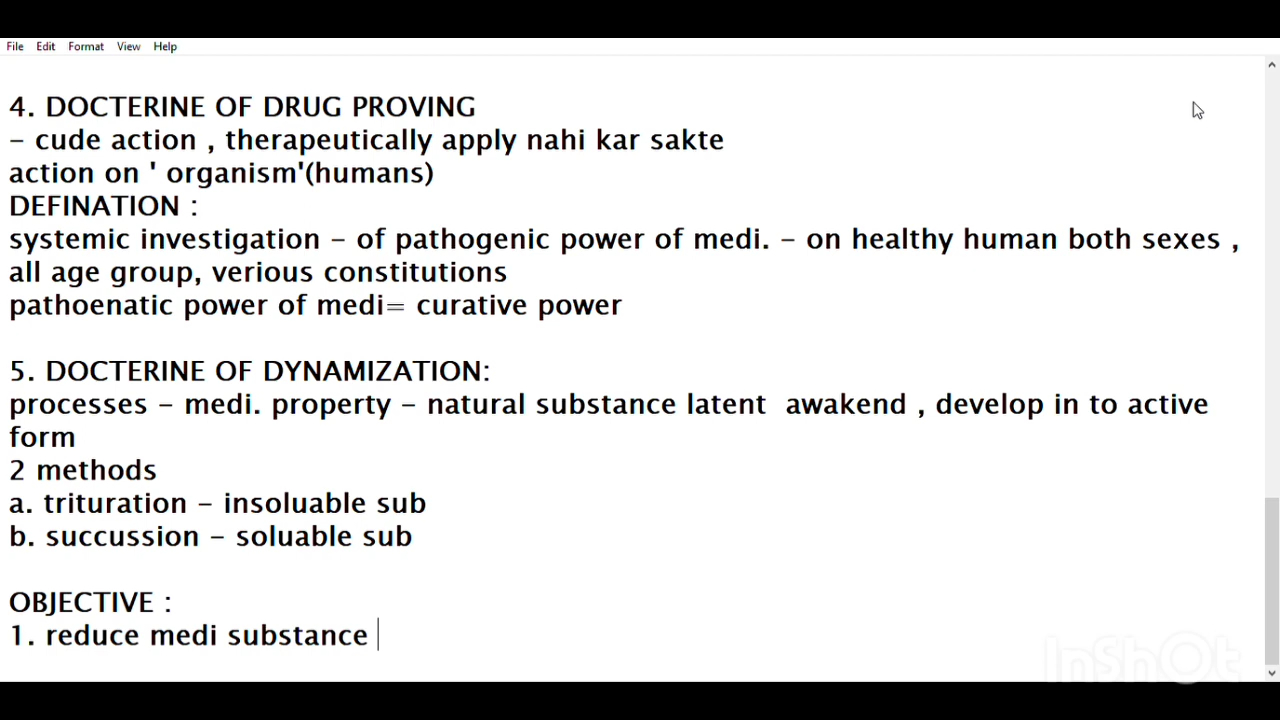 File Edit Format View Help
4. DOCTERINE OF DRUG PROVING
- cude action , therapeutically apply nahi kar sakte
action on ' organism'(humans)
DEFINATION :
systemic investigation - of pathogenic power of medi. - on healthy human both sexes ,
all age group, verious constitutions
pathoenatic power of medi= curative power
5. DOCTERINE OF DYNAMIZATION:
processes - medi. property - natural substance latent  awakend , develop in to active
form
2 methods
a. trituration - insoluable sub
b. succussion - soluable sub
OBJECTIVE :
1. reduce medi substance
InShOt